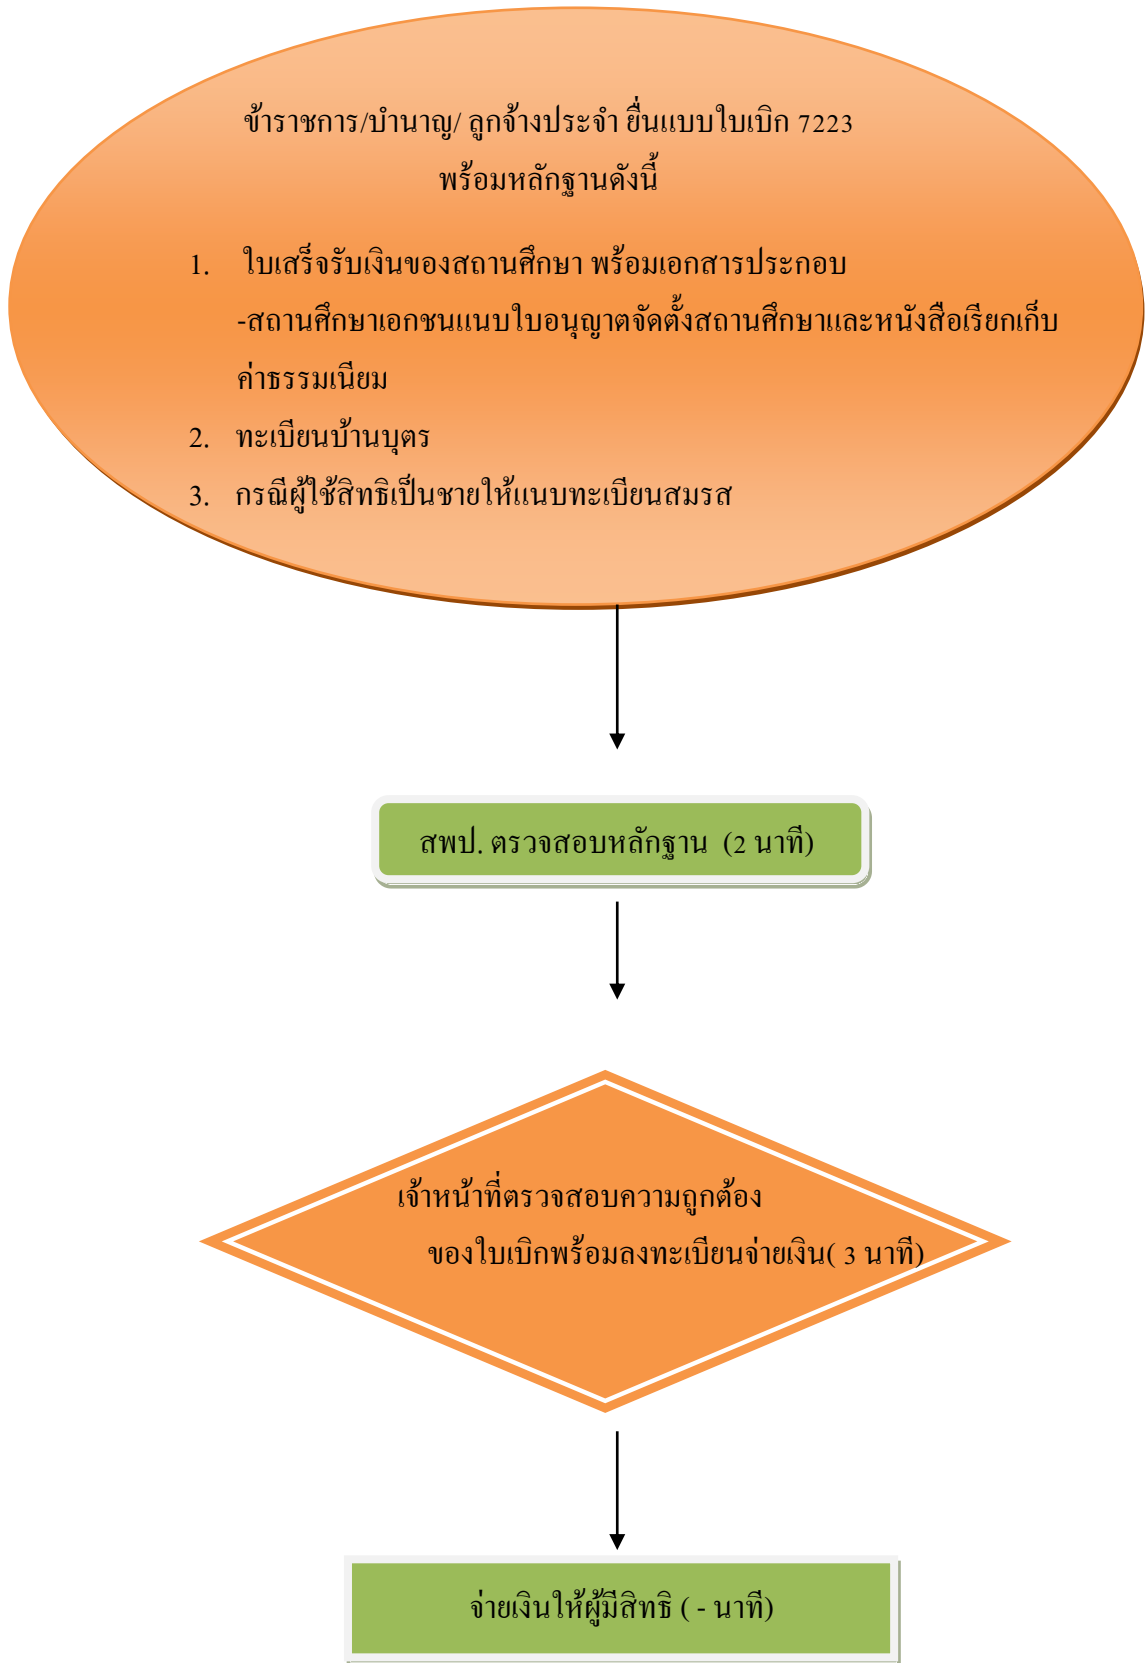 ข้าราชการ/บำนาญ/ ลูกจ้างประจำ ยื่นแบบใบเบิก 7223
พร้อมหลักฐานดังนี้
1. ใบเสร็จรับเงินของสถานศึกษา พร้อมเอกสารประกอบ
-สถานศึกษาเอกชนแนบใบอนุญาตจัดตั้งสถานศึกษาและหนังสือเรียกเก็บ
ค่าธรรมเนียม
2. ทะเบียนบ้านบุตร
3. กรณีผู้ใช้สิทธิเป็นชายให้แนบทะเบียนสมรส
สพป. ตรวจสอบหลักฐาน (2 นาที)
เจ้าหน้าที่ตรวจสอบความถูกต้อง
ของใบเบิกพร้อมลงทะเบียนจ่ายเงิน( 3 นาที)
จ่ายเงินให้ผู้มีสิทธิ ( - นาที)